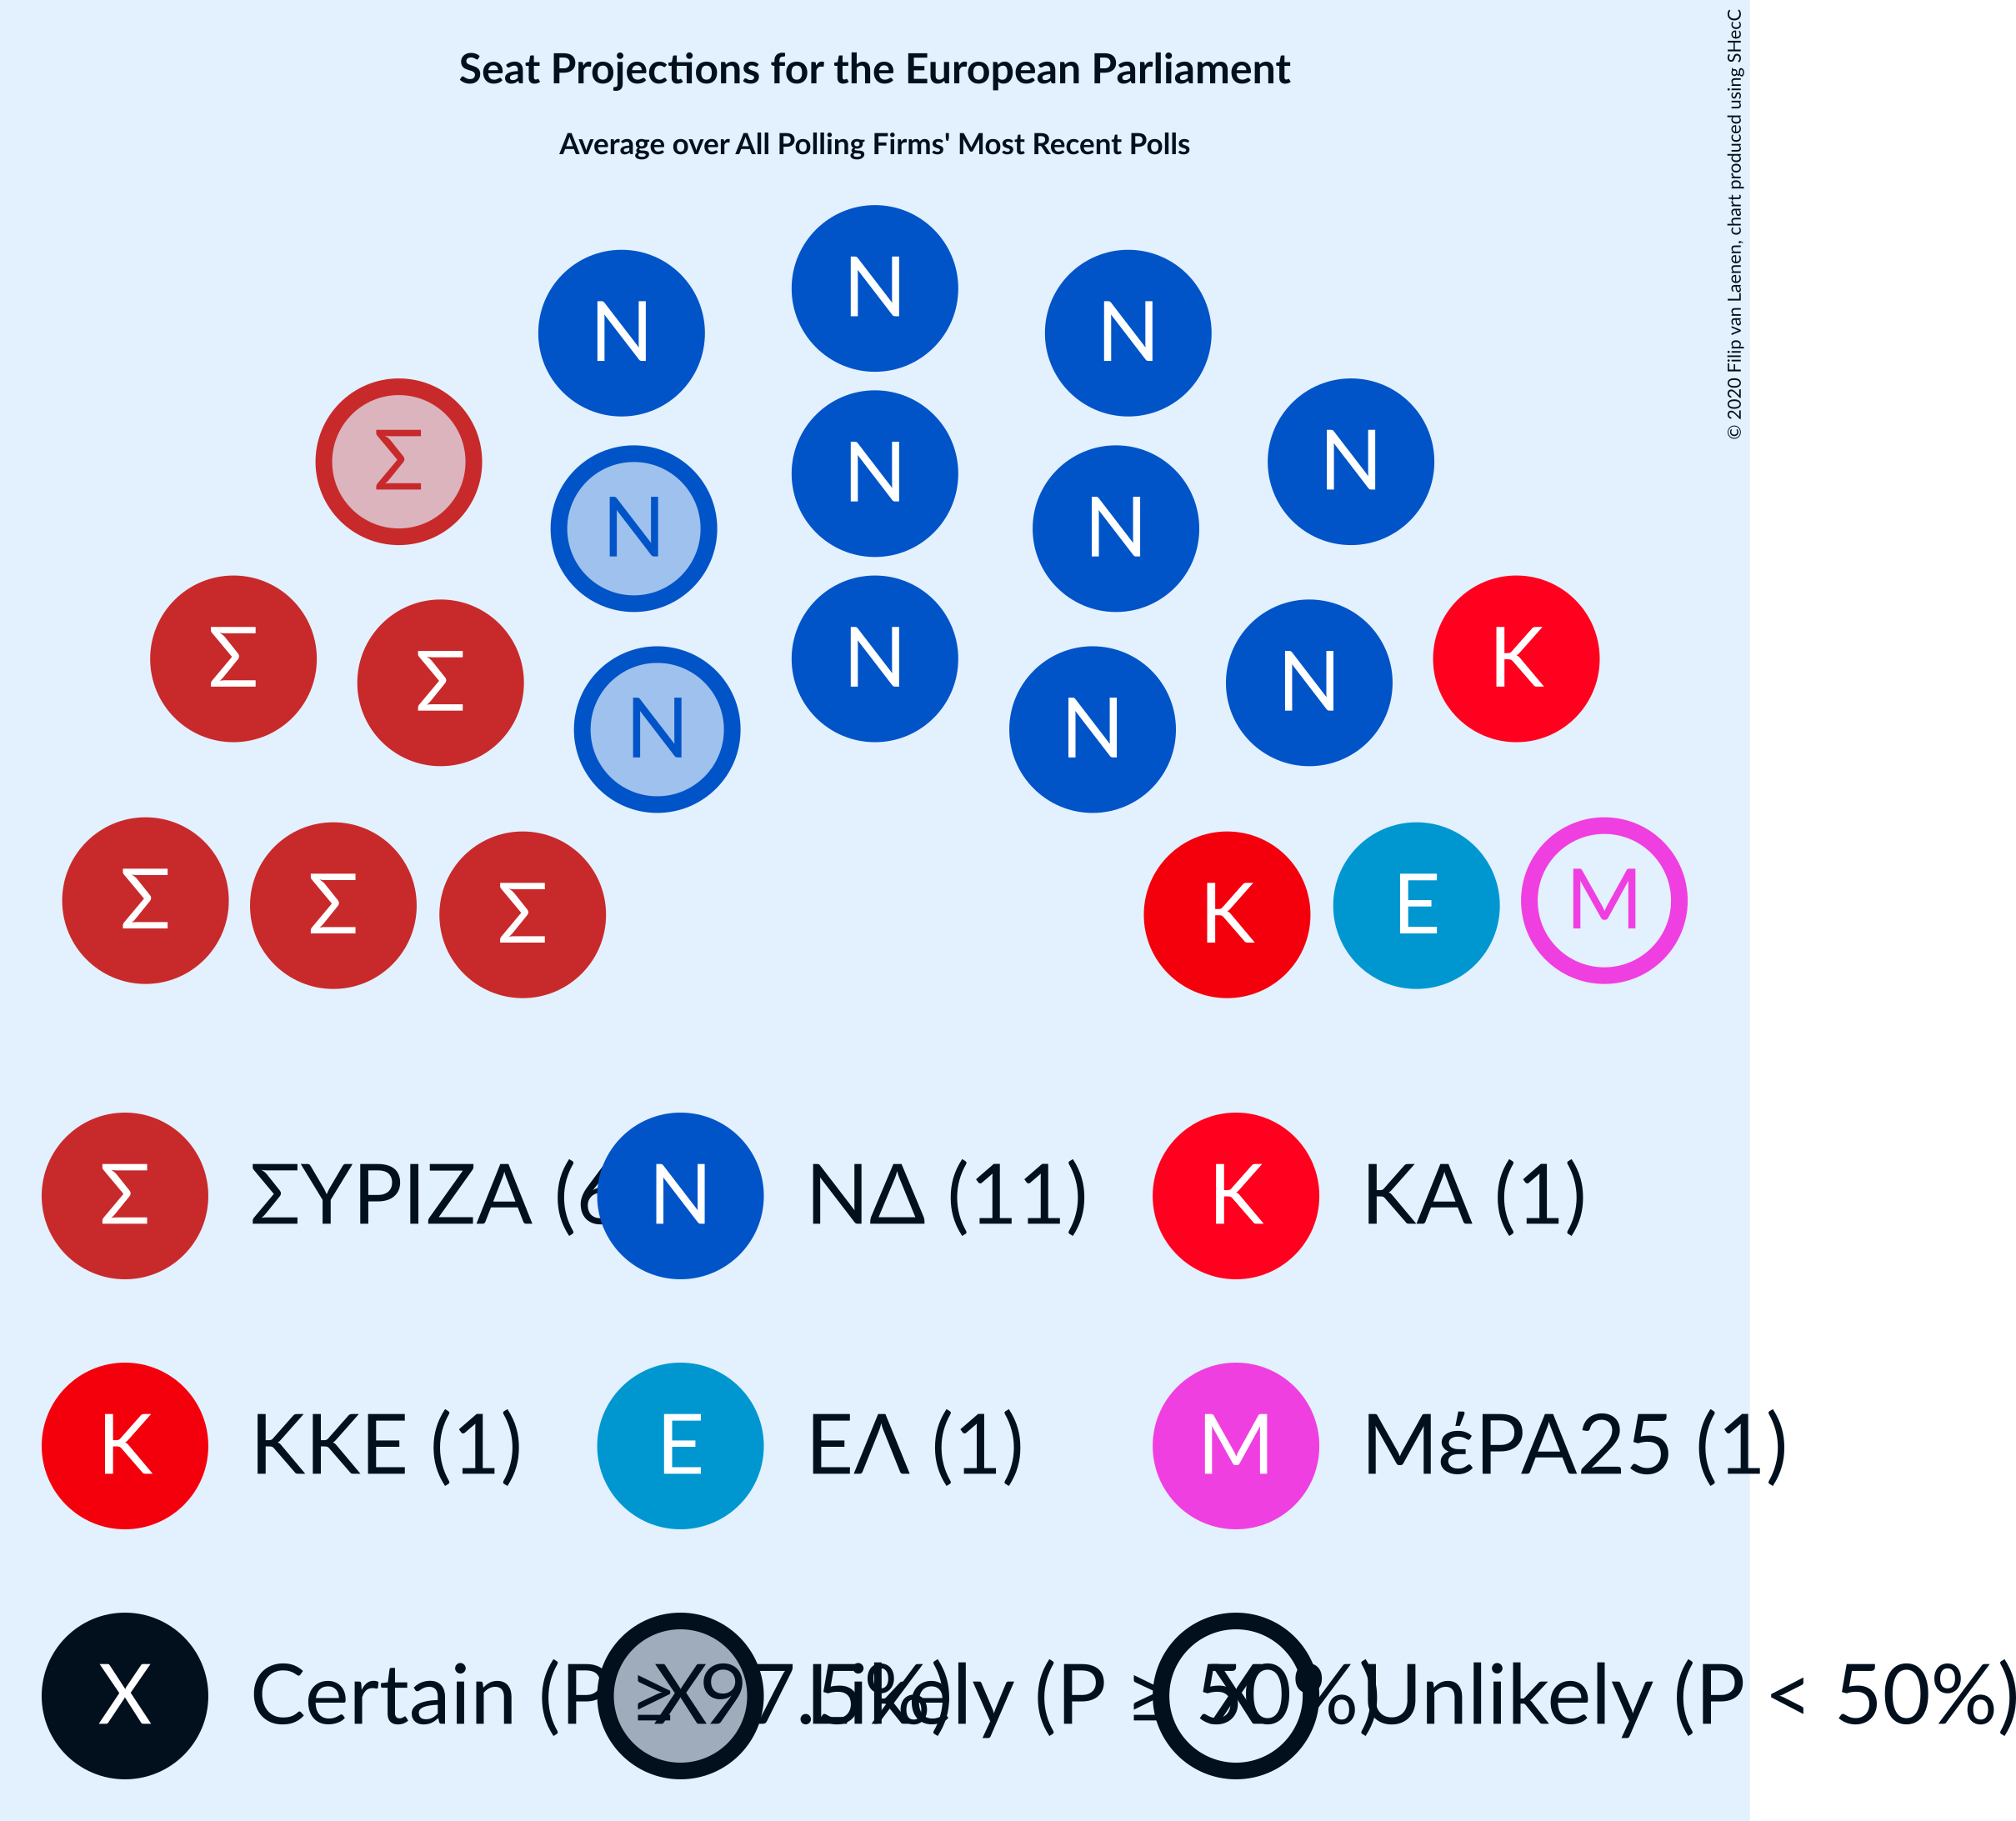 Seat Projections for the European Parliament
Average over All Polling Firms' Most Recent Polls
© 2020 Filip van Laenen, chart produced using SHecC
N
N N
Σ N N
N N
Σ N K
Σ N N
N N
Σ Σ Σ K E M
Σ ΣΥΡΙΖΑ ( N ΝΔ (11) K ΚΑ (1)
K ΚΚΕ (1) E ΕΛ (1) M ΜέΡΑ25 (1)
X Certain (P ≥ 97.5%) X Likely (P ≥ 50%) X Unlikely (P < 50%)